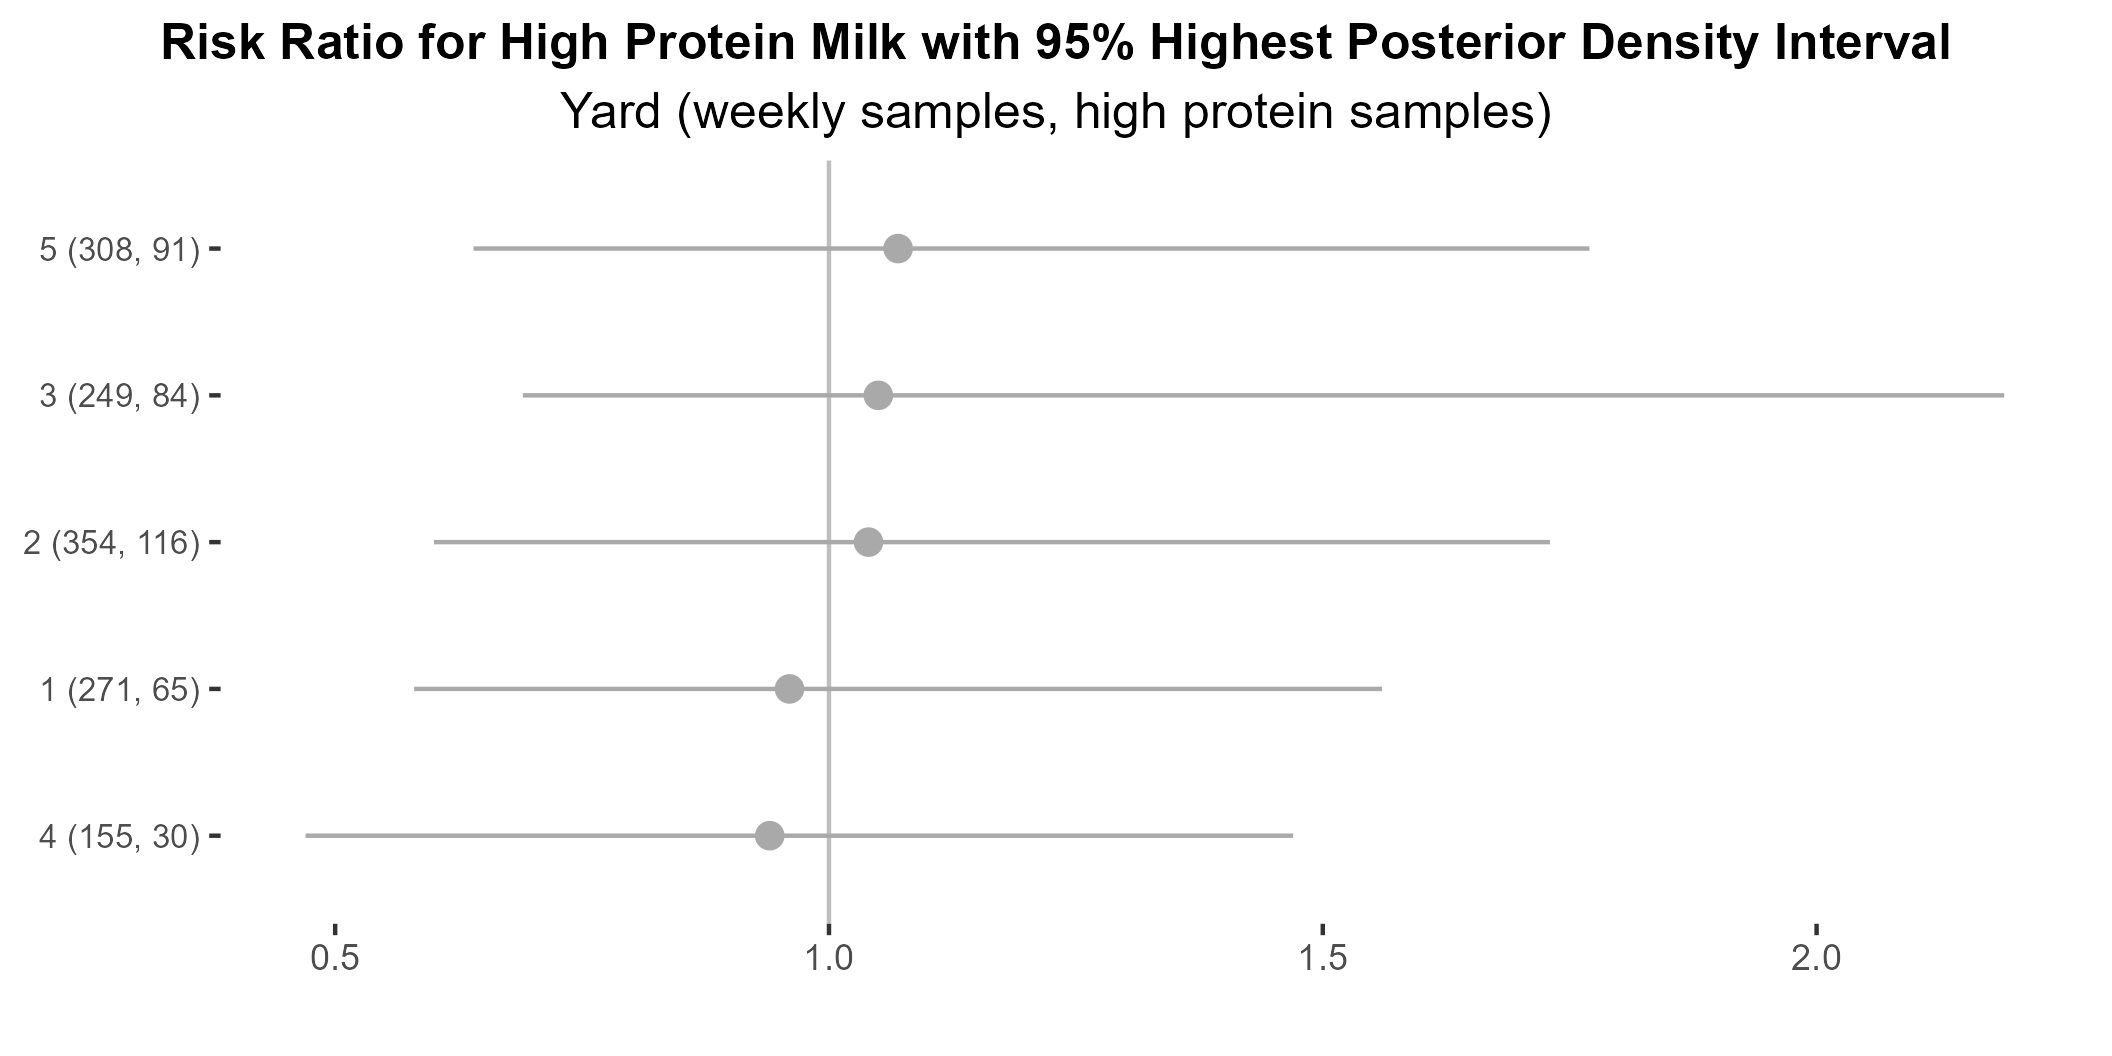 Risk Ratio for High Protein Milk with 95% Highest Posterior Density Interval
Yard (weekly samples, high protein samples)
5 (308, 91)
3 (249, 84)
2 (354, 116)
1 (271, 65)
4 (155, 30)
0.5 1.0 1.5 2.0